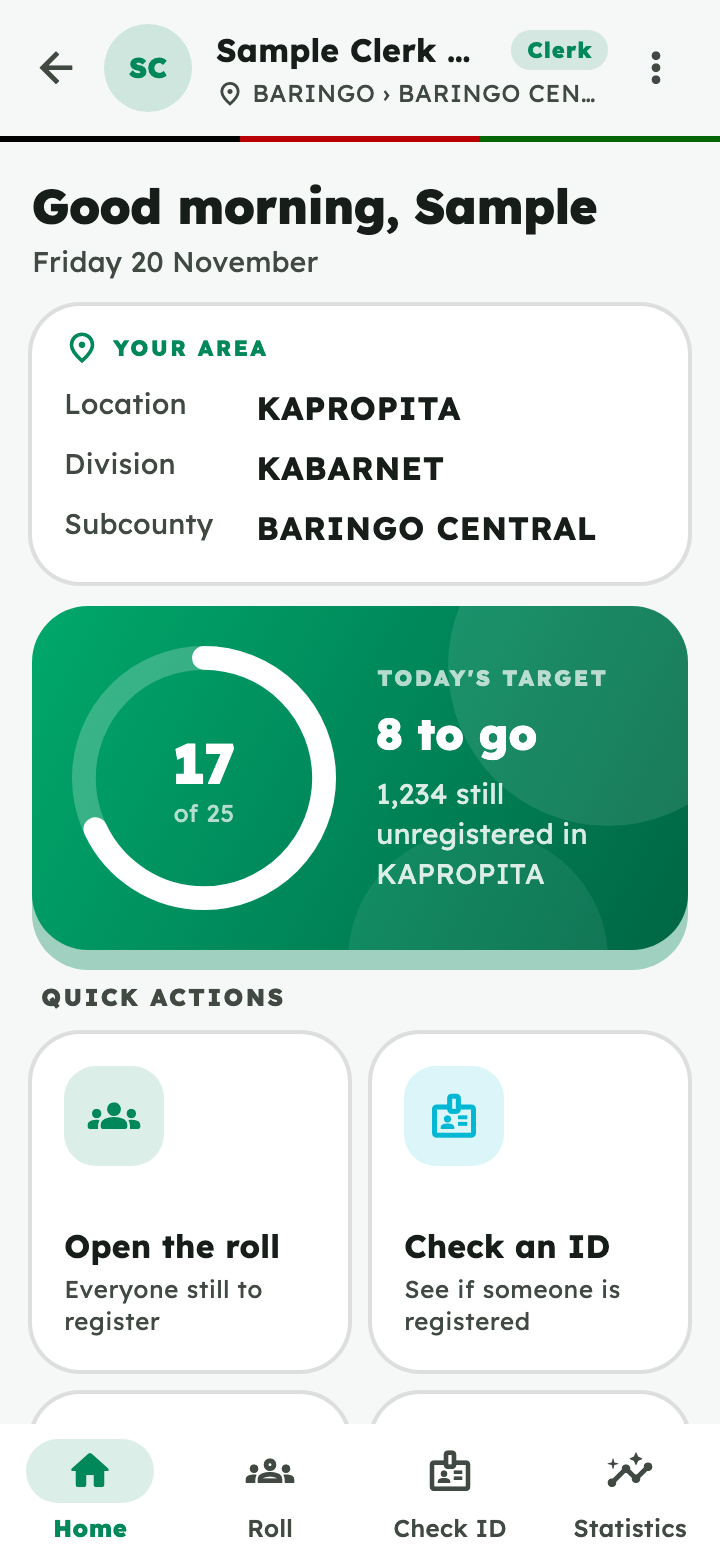 SC
Sample Clerk ...
Clerk
BARINGO › BARINGO CEN...
Good morning, Sample
Friday 20 November
YOUR AREA
Location KAPROPITA
Division KABARNET
Subcounty BARINGO CENTRAL
TODAY'S TARGET
17
of 25
8 to go
1,234 still
unregistered in
KAPROPITA
QUICK ACTIONS
Open the roll
Everyone still to
register
Check an ID
See if someone is
registered
Home
Roll
Check ID
Statistics